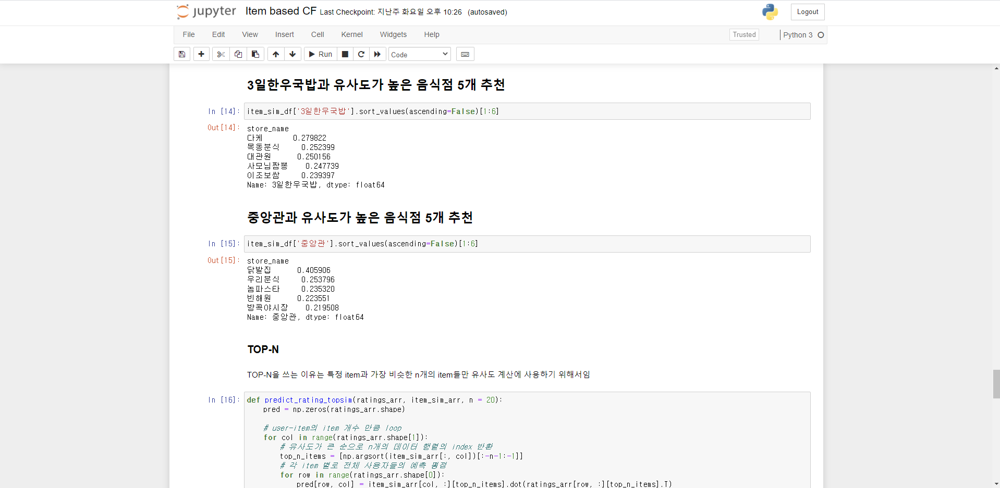 jupyter Item based CF Last Checkpoint: 지난주 화요일 오후 10:26 (autosaved) Logout
File Edit View Insert Cell Kernel Widgets Help Trusted Python 3
Run Code
3일한우국밥과 유사도가 높은 음식점 5개 추천
In [14]: item_sim_df['3일한우국밥'].sort_values(ascending=False)[1:6]
Out[14]: store_name
다케 0.279822
목동분식 0.252399
대관원 0.250156
사모님짬뽕 0.247739
이조보쌈 0.239397
Name: 3일한우국밥, dtype: float64
중앙관과 유사도가 높은 음식점 5개 추천
In [15]: item_sim_df['중앙관'].sort_values(ascending=False)[1:6]
Out[15]: store_name
닭발집 0.405906
우리분식 0.253796
놈파스타 0.235320
빈해원 0.223551
방콕야시장 0.219508
Name: 중앙관, dtype: float64
TOP-N
TOP-N을 쓰는 이유는 특정 item과 가장 비슷한 n개의 item들만 유사도 계산에 사용하기 위해서임
In [16]: def predict_rating_topsim(ratings_arr, item_sim_arr, n = 20):
pred = np.zeros(ratings_arr.shape)
# user-item의 item 개수 만큼 loop
for col in range(ratings_arr.shape[1]):
# 유사도가 큰 순으로 n개의 데이터 행렬의 index 반환
top_n_items = [np.argsort(item_sim_arr[:, col])[:-n-1:-1]]
# 각 item 별로 전체 사용자들의 예측 평점
for row in range(ratings_arr.shape[0]):
pred[row, col] = item_sim_arr[col, :][top_n_items].dot(ratings_arr[row, :][top_n_items].T)